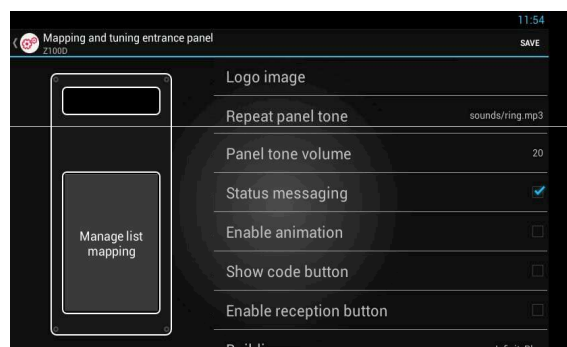 11:54
Mapping and tuning entrance panel
Z100D
SAVE
Logo image
Repeat panel tone
sounds/ring.mp3
Panel tone volume
20
Status messaging
Manage list
mapping
Enable animation
Show code button
Enable reception button